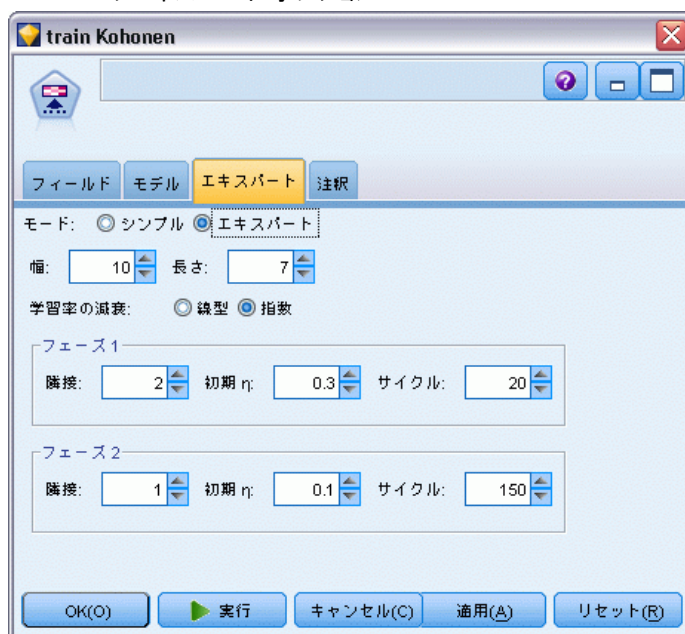 train Kohonen
フィールド モデル エキスパート 注釈
モード: シンプル エキスパート
幅: 10 長さ: 7
学習率の減衰: 線型 指数
フェーズ 1
隣接: 2 初期 η: 0.3 サイクル: 20
フェーズ 2
隣接: 1 初期 η: 0.1 サイクル: 150
OK(O) 実行 キャンセル(C) 適用(A) リセット(R)